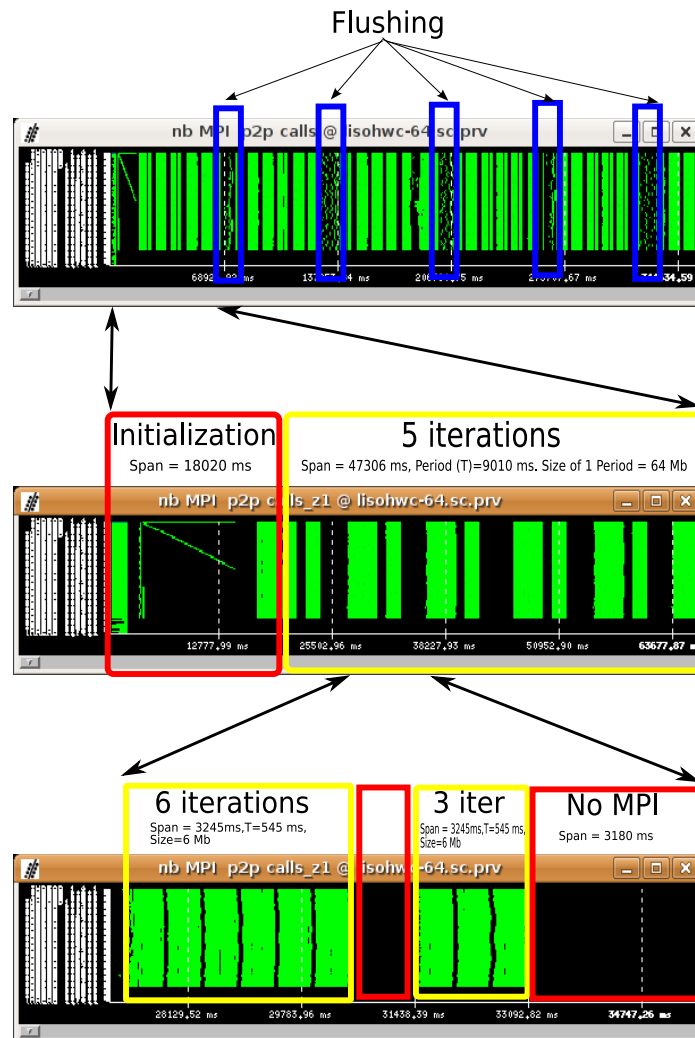 Flushing
nb MPI p2p calls @ lisohwc-64.sc.prv
ms ms ms ms
Initialization
Span = 18020 ms
5 iterations
Span = 47306 ms, Period (T)=9010 ms. Size of 1 Period = 64 Mb
nb MPI p2p calls_z1 @ lisohwc-64.sc.prv
12777,99 ms 25502,96 ms 38227,93 ms 50952,90 ms 63677,87
6 iterations
Span = 3245ms,T=545 ms,
Size=6 Mb
3 iter
Span = 3245ms,T=545 ms,
Size=6 Mb
No MPI
Span = 3180 ms
nb MPI p2p calls_z1 @ lisohwc-64.sc.prv
28129,52 ms 29783,96 ms 31438,39 ms 33092,82 ms 34747,26 ms